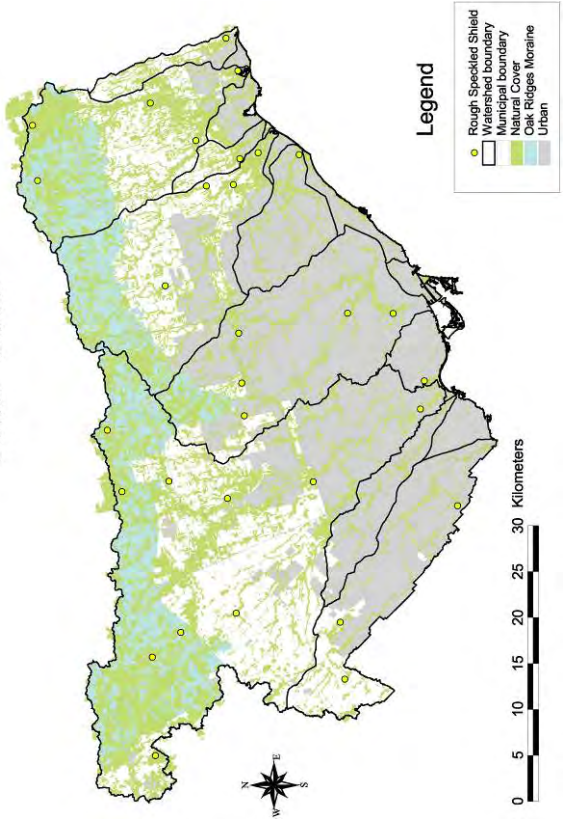 Legend
Rough Speckled Shield
Watershed boundary
Municipal boundary
Natural Cover
Oak Ridges Moraine
Urban
N
W E
S
0 5 10 15 20 25 30 Kilometers